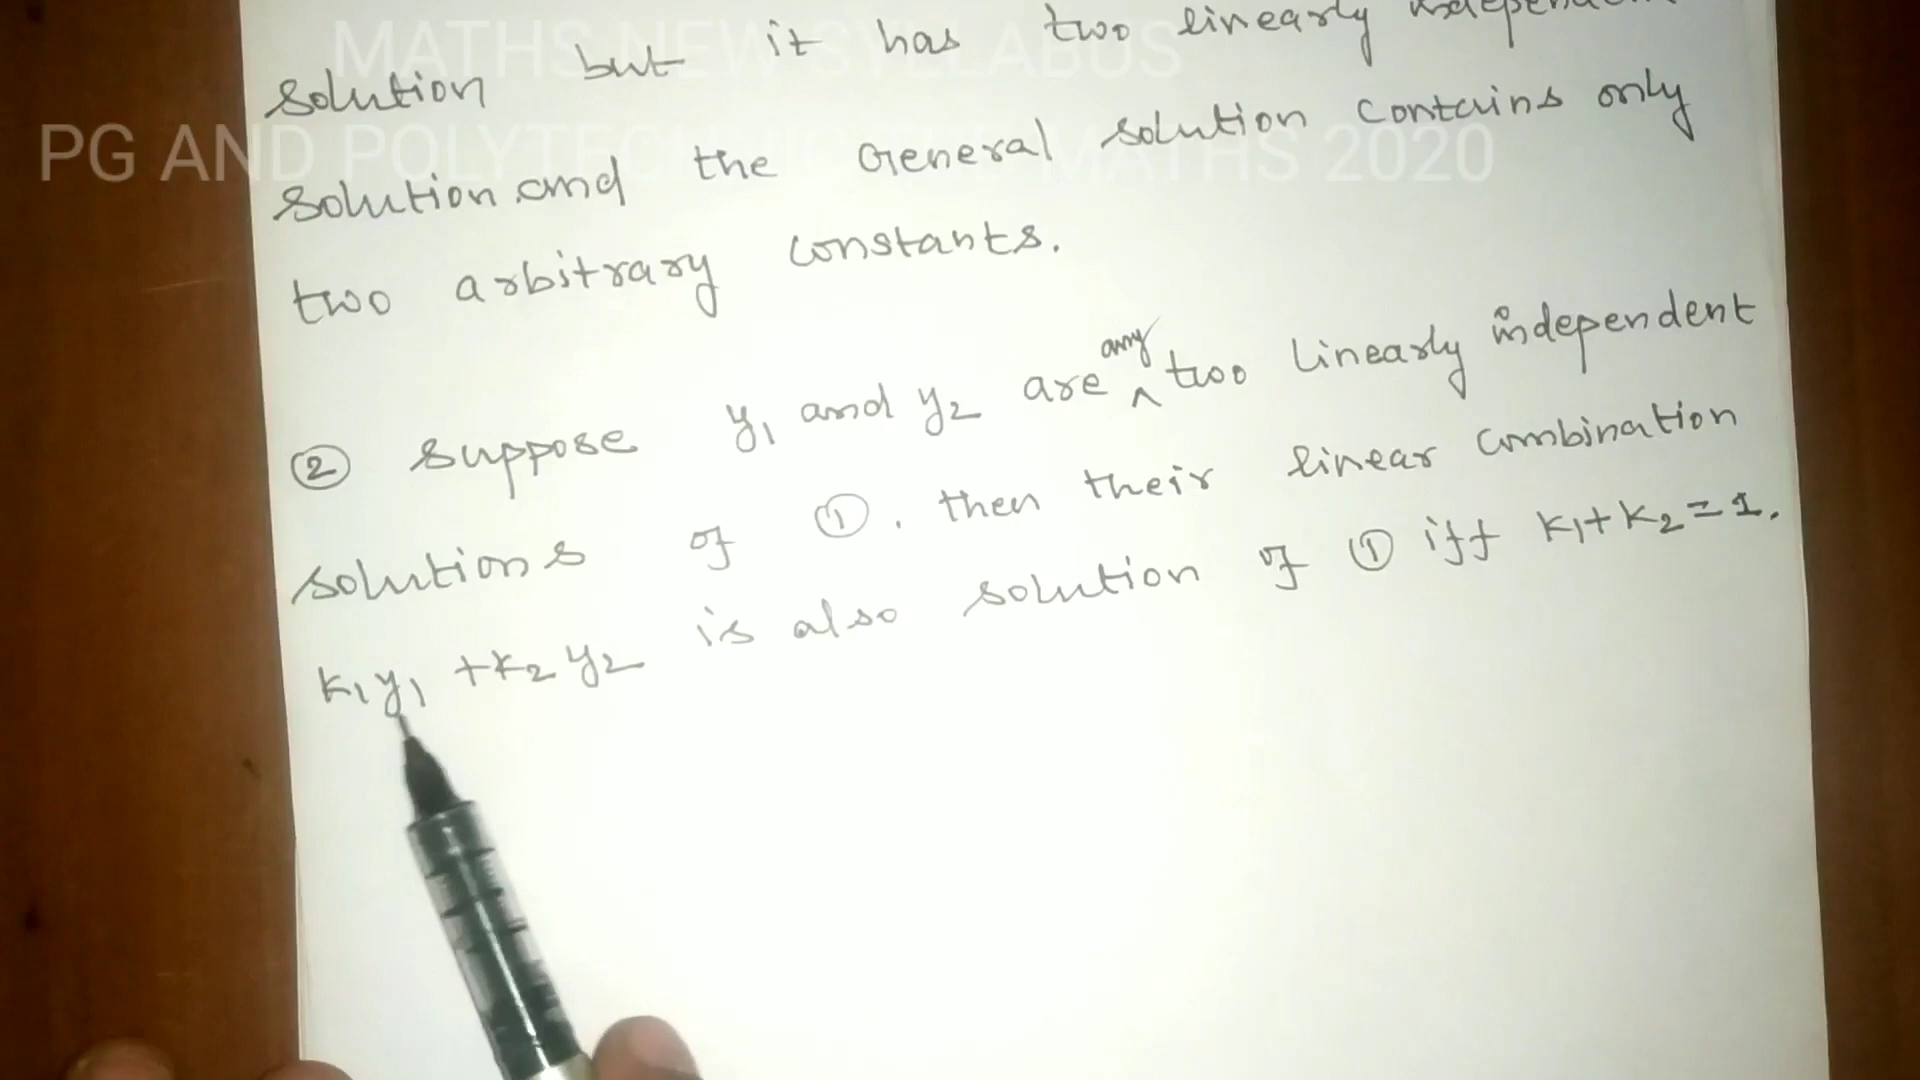 MATHS NEW SYLLABUS
solution but it has two linearly independent
PG AND POLYTECHNIC TRB MATHS 2020
solution and the General solution contains only
two arbitrary constants.
② suppose y₁ and y₂ are any two linearly independent
solutions of ①. then their linear combination
k₁y₁ + k₂y₂ is also solution of ① iff k₁+k₂=1.